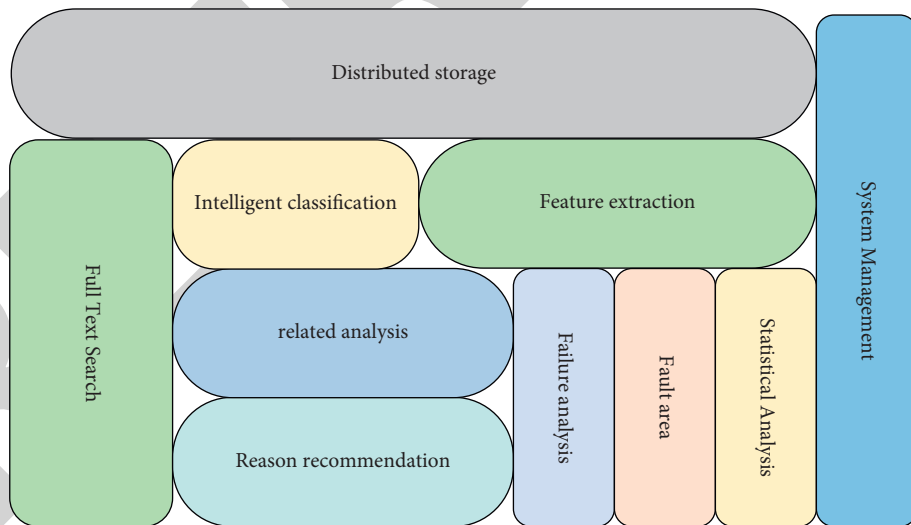 Distributed storage
System Management
Full Text Search
Intelligent classification
Feature extraction
related analysis
Failure analysis
Fault area
Statistical Analysis
Reason recommendation